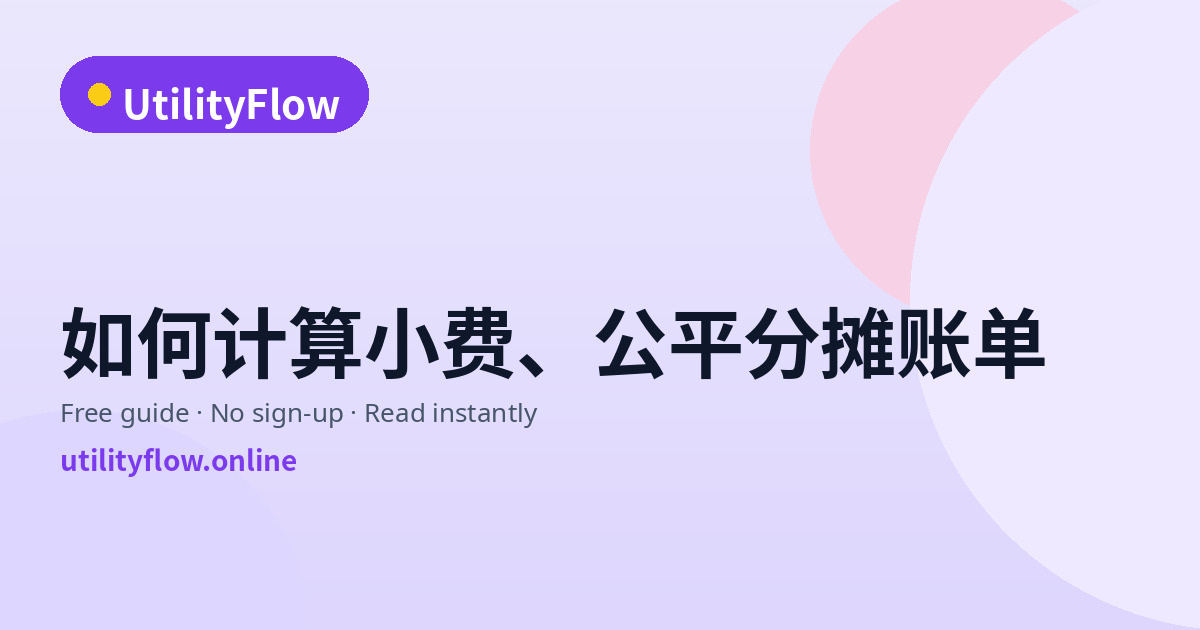 UtilityFlow
如何计算小费、公平分摊账单
Free guide · No sign-up · Read instantly
utilityflow.online